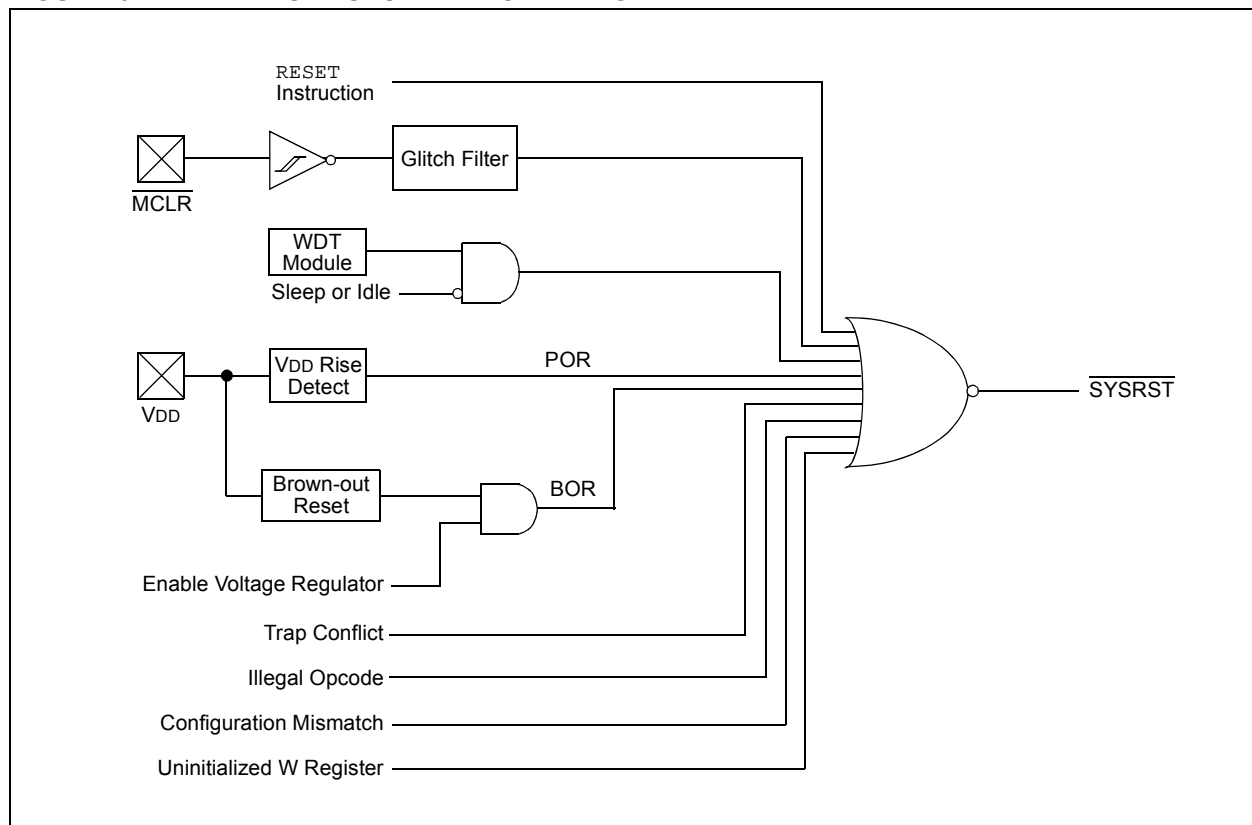 RESET
Instruction
MCLR
Glitch Filter
WDT
Module
Sleep or Idle
VDD
VDD Rise
Detect
POR
SYSRST
Brown-out
Reset
BOR
Enable Voltage Regulator
Trap Conflict
Illegal Opcode
Configuration Mismatch
Uninitialized W Register